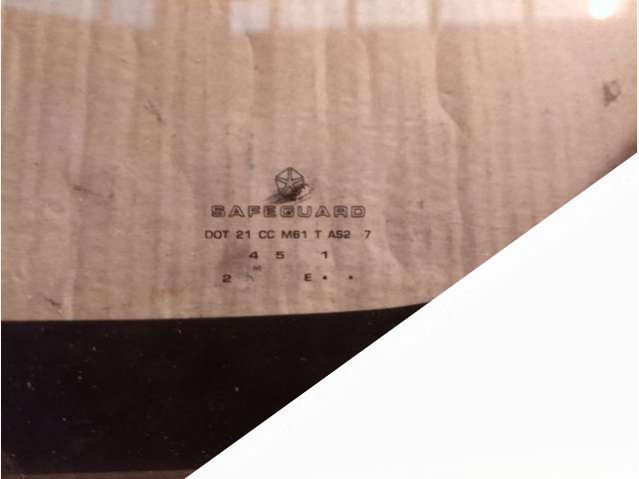 SAFEGUARD
DOT 21 CC M61 T AS2 7
4 5 1
2 E • •